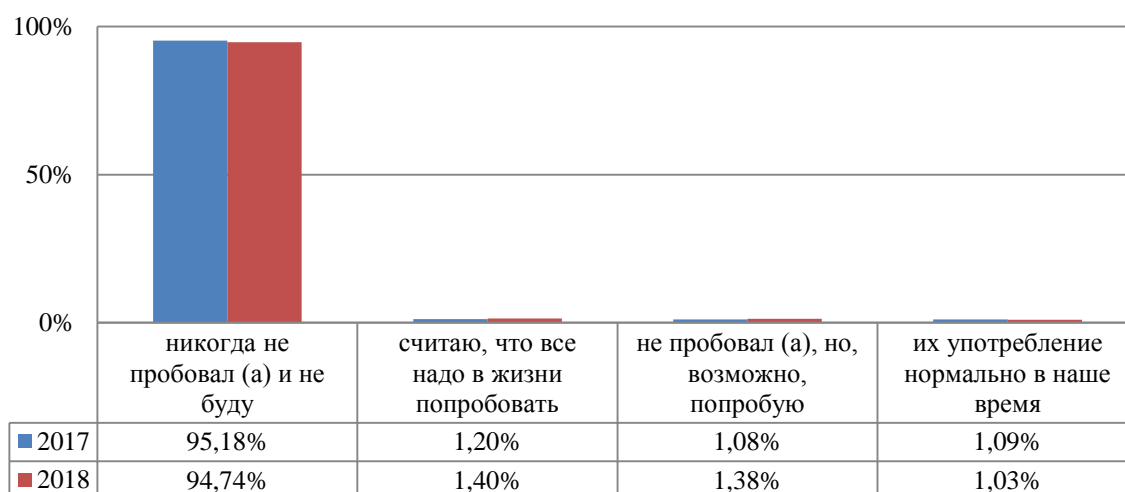 100%
50%
0%
никогда не
пробовал (а) и не
буду
считаю, что все
надо в жизни
попробовать
не пробовал (а), но,
возможно,
попробую
их употребление
нормально в наше
время
2017 95,18% 1,20% 1,08% 1,09%
2018 94,74% 1,40% 1,38% 1,03%